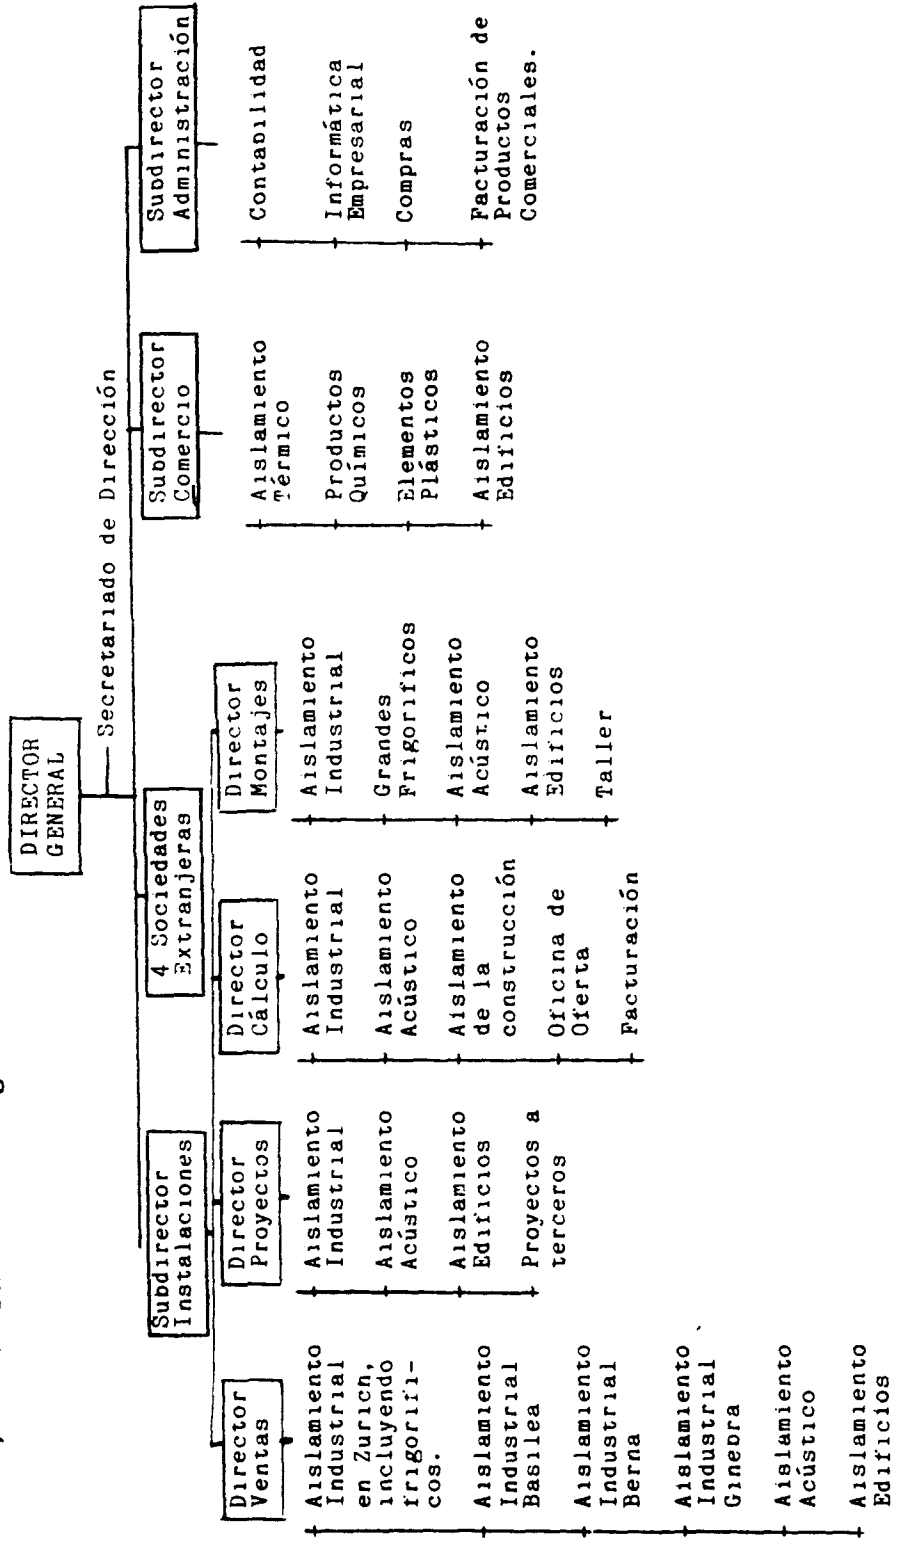 DIRECTOR
GENERAL
Secretariado de Dirección
Subdirector
Instalaciones
4 Sociedades
Extranjeras
Subdirector
Comercio
Subdirector
Administración
Director
Ventas
Director
Proyectos
Director
Cálculo
Director
Montajes
Aislamiento
Industrial
en Zurich,
incluyendo
frigorífi-
cos.
Aislamiento
Industrial
Basilea
Aislamiento
Industrial
Berna
Aislamiento
Industrial
Ginebra
Aislamiento
Acústico
Aislamiento
Edificios
Aislamiento
Industrial
Aislamiento
Acústico
Aislamiento
Edificios
Proyectos a
terceros
Aislamiento
Industrial
Aislamiento
Acústico
Aislamiento
de la
construcción
Oficina de
Oferta
Facturación
Aislamiento
Industrial
Grandes
Frigoríficos
Aislamiento
Acústico
Aislamiento
Edificios
Taller
Aislamiento
Térmico
Productos
Químicos
Elementos
Plásticos
Aislamiento
Edificios
Contabilidad
Informática
Empresarial
Compras
Facturación de
Productos
Comerciales.